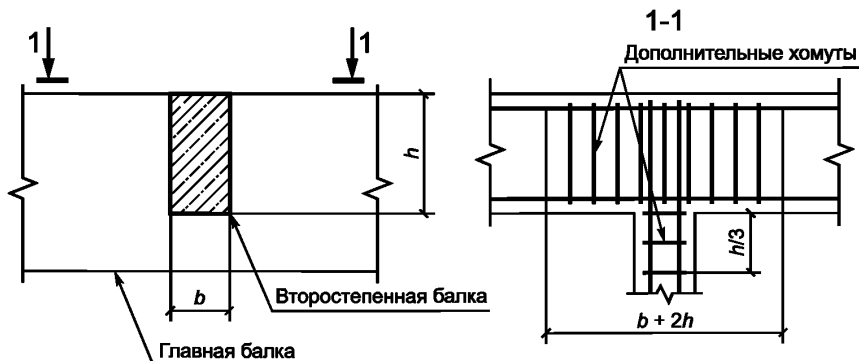 1-1
1
1
Дополнительные хомуты
h
h/3
b
Второстепенная балка
b + 2h
Главная балка